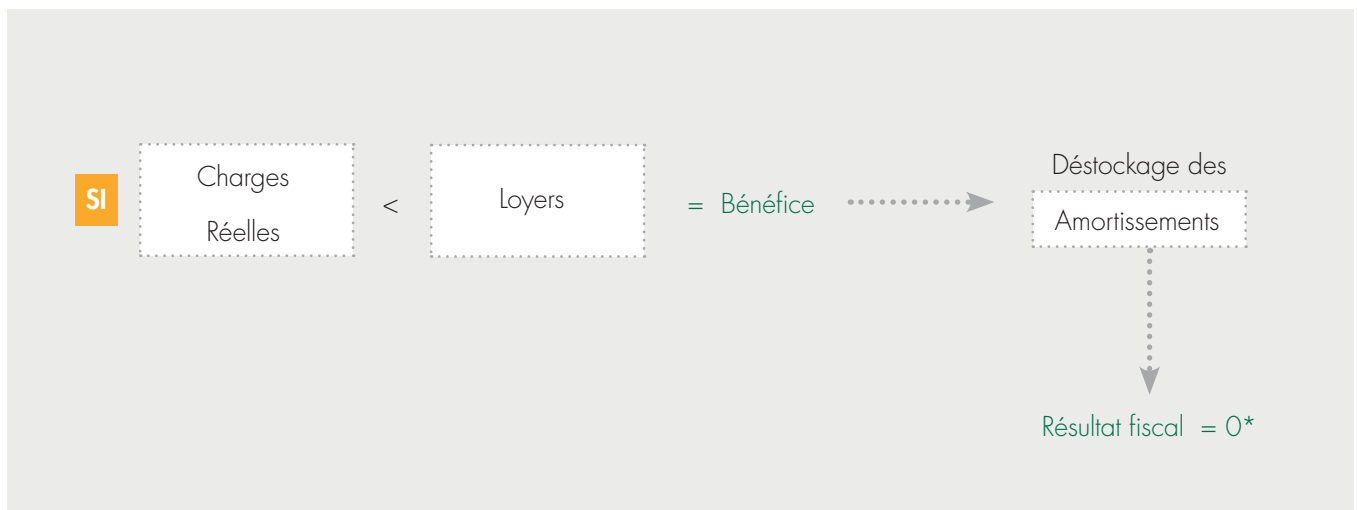 SI
Charges
Réelles
<
Loyers
= Bénéfice
Déstockage des
Amortissements
Résultat fiscal = 0*